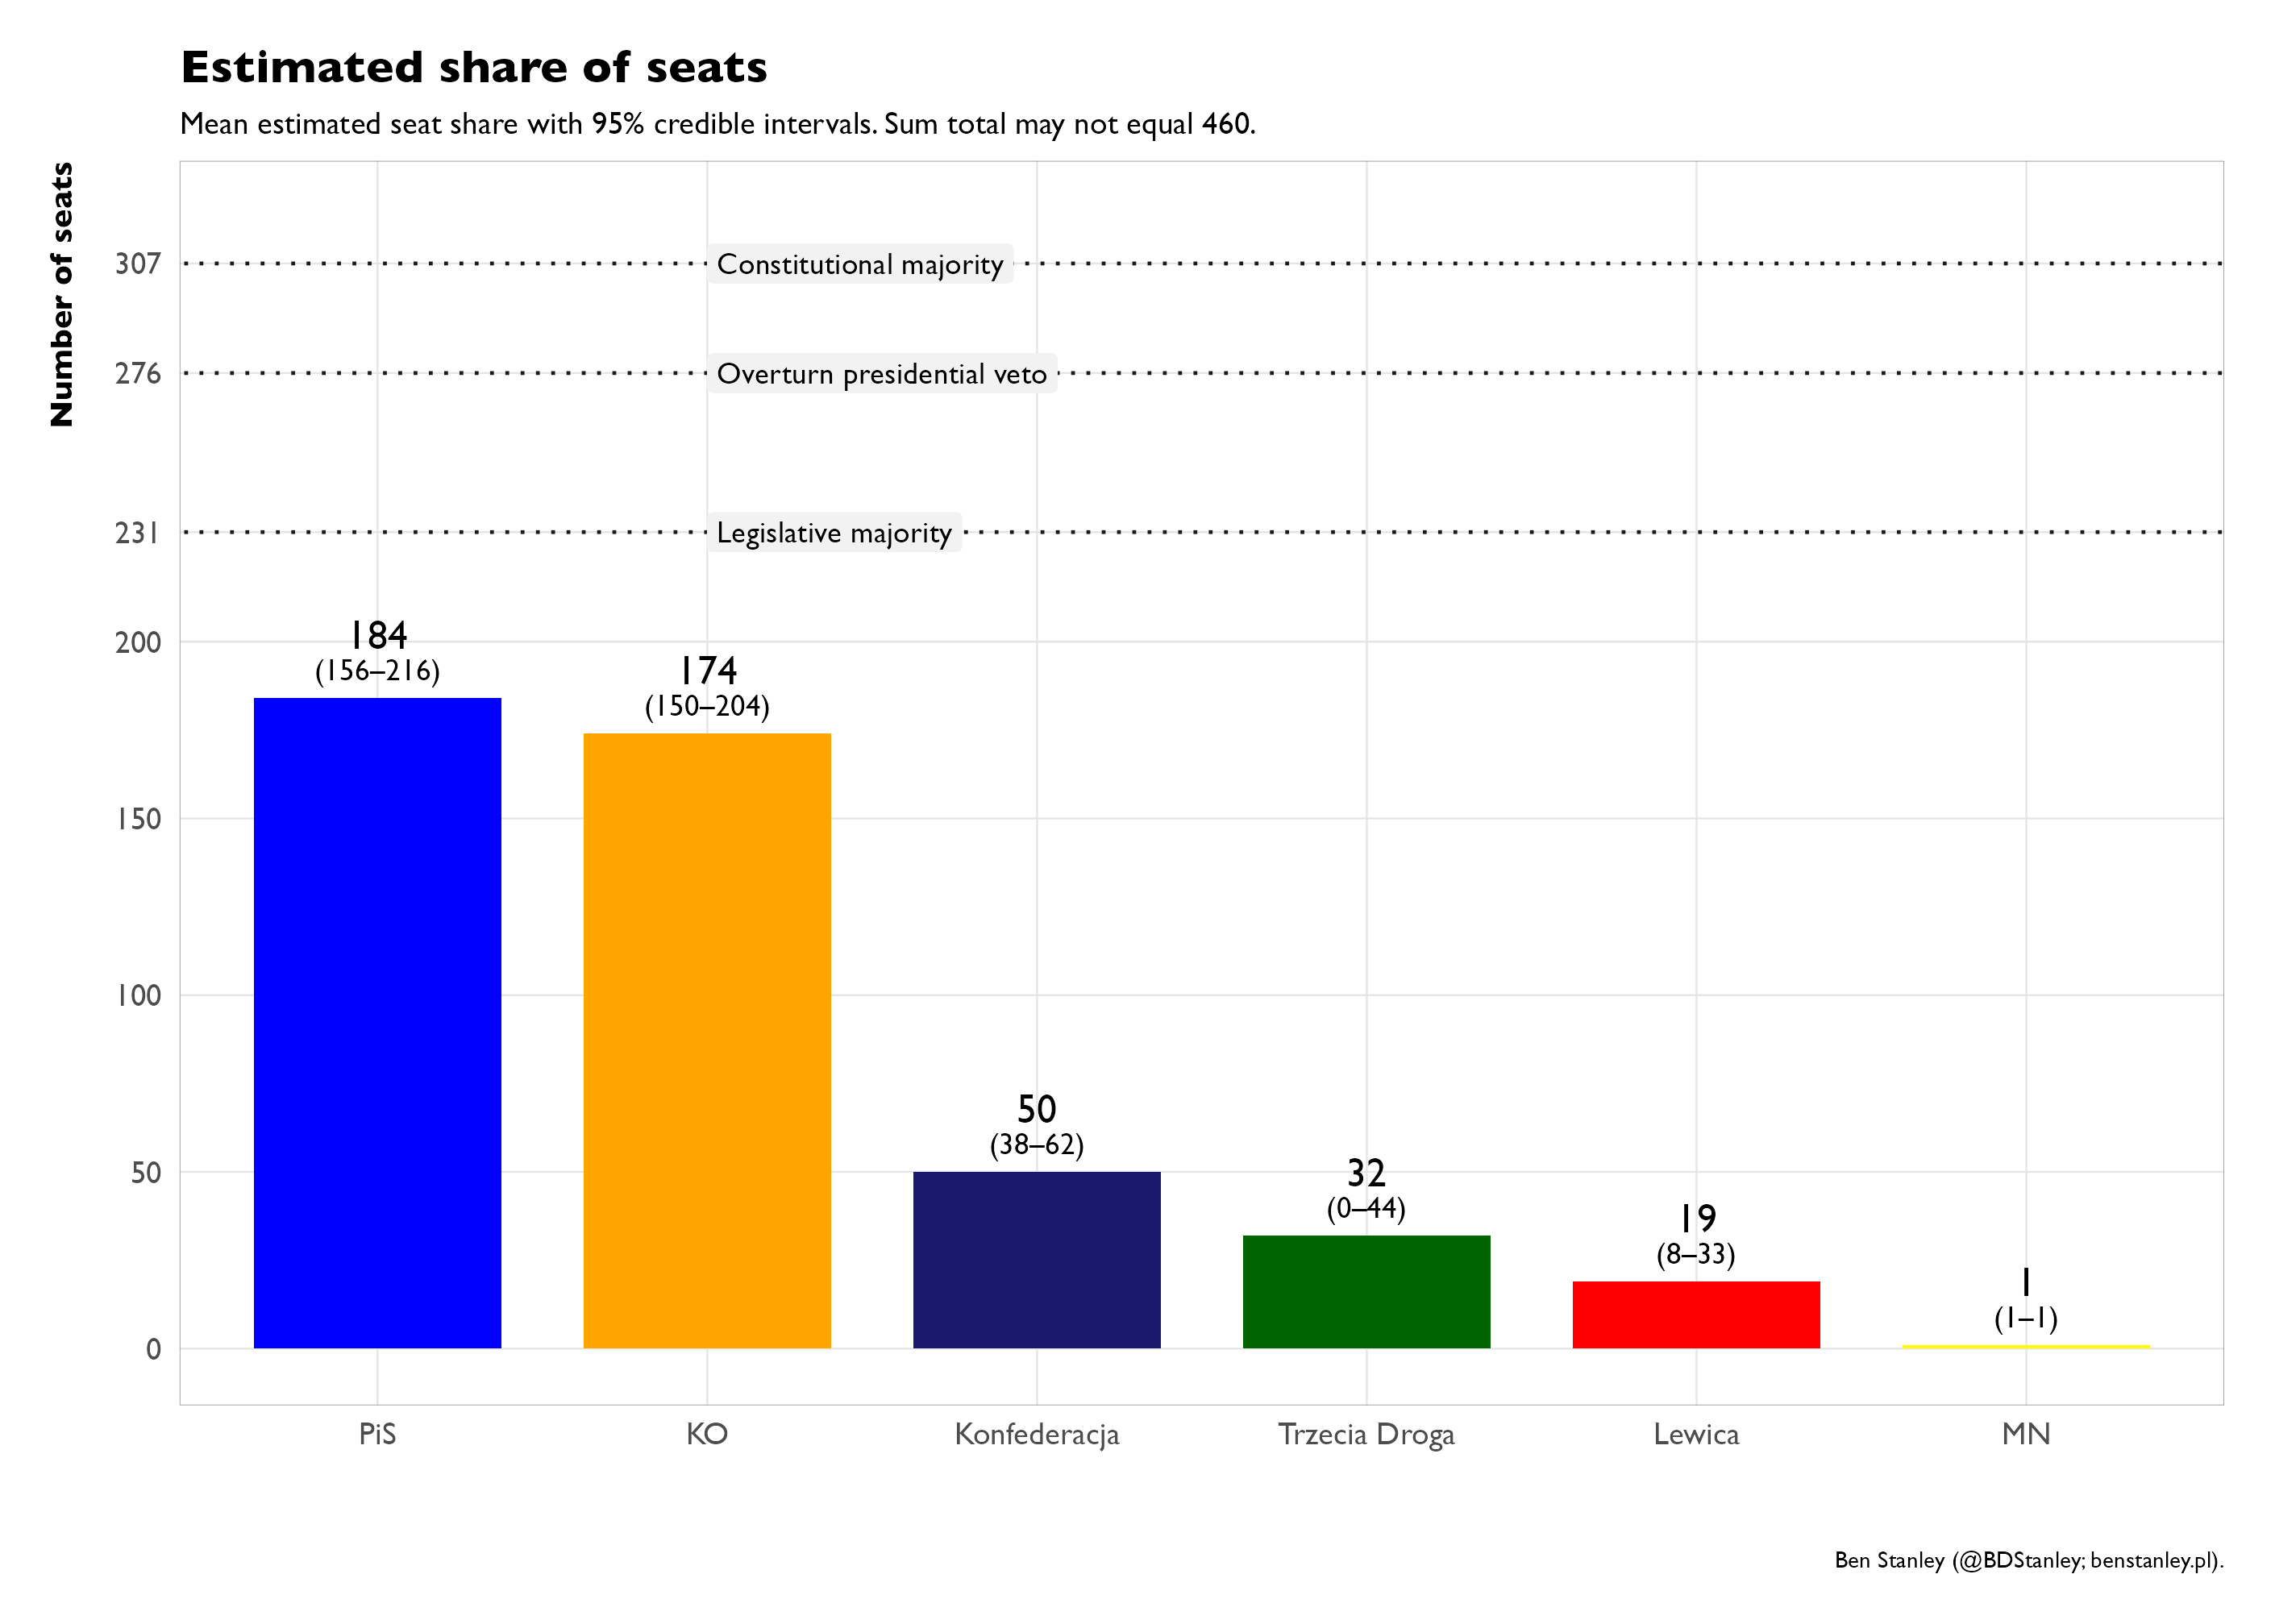 Estimated share of seats
Mean estimated seat share with 95% credible intervals. Sum total may not equal 460.
Number of seats
307
Constitutional majority
276
Overturn presidential veto
231
Legislative majority
200
150
100
50
0
184
(156–216)
174
(150–204)
50
(38–62)
32
(0–44)
19
(8–33)
1
(1–1)
PiS
KO
Konfederacja
Trzecia Droga
Lewica
MN
Ben Stanley (@BDStanley; benstanley.pl).